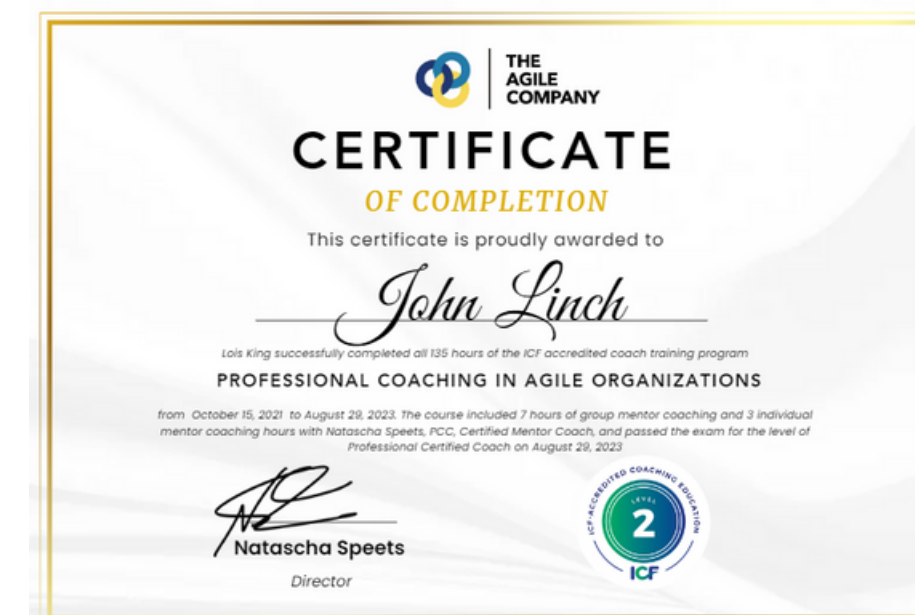 THE
AGILE
COMPANY
CERTIFICATE
OF COMPLETION
This certificate is proudly awarded to
John Linch
Lois King successfully completed all 135 hours of the ICF accredited coach training program
PROFESSIONAL COACHING IN AGILE ORGANIZATIONS
from October 15, 2021 to August 29, 2023. The course included 7 hours of group mentor coaching and 3 individual
mentor coaching hours with Natascha Speets, PCC, Certified Mentor Coach, and passed the exam for the level of
Professional Certified Coach on August 29, 2023
Natascha Speets
Director
ICF-ACCREDITED COACHING EDUCATION
LEVEL
2
ICF